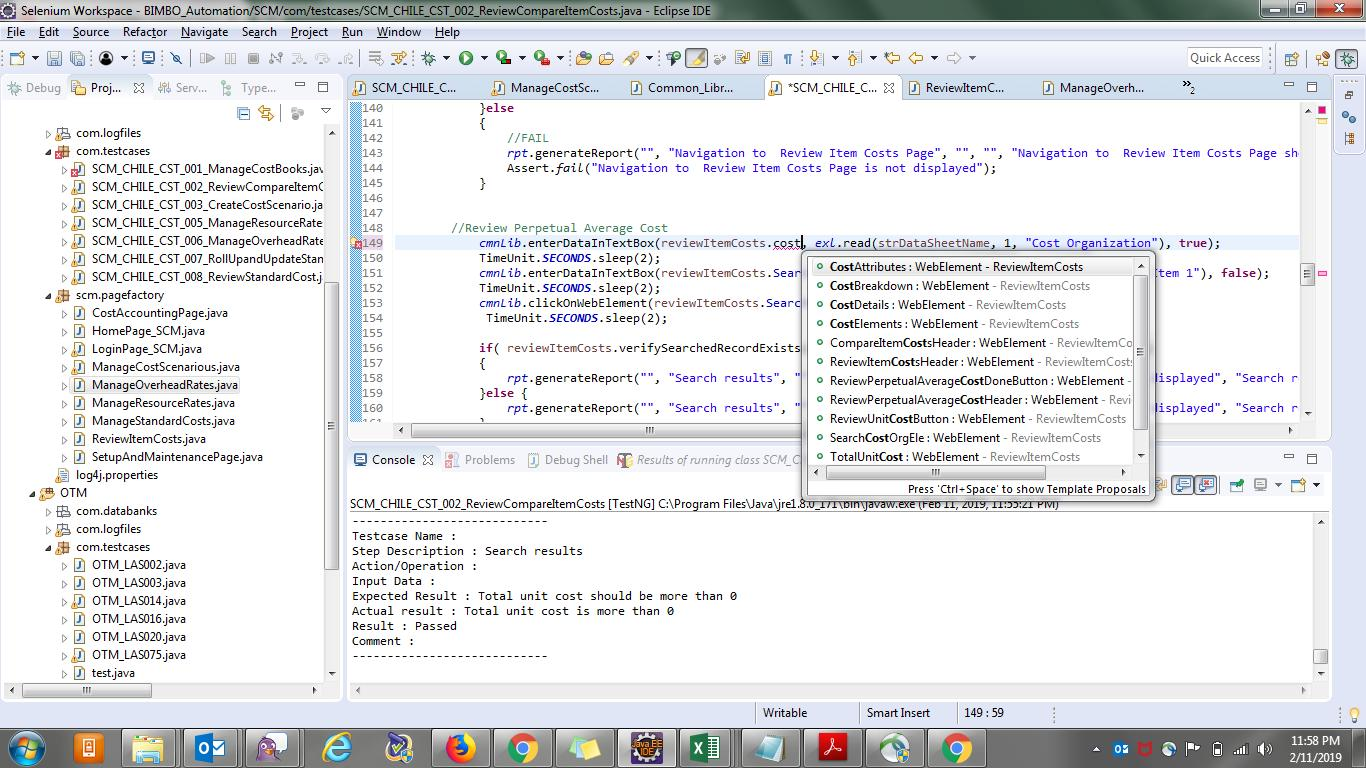 Selenium Workspace - BIMBO_Automation/SCM/com/testcases/SCM_CHILE_CST_002_ReviewCompareItemCosts.java - Eclipse IDE
File Edit Source Refactor Navigate Search Project Run Window Help
Quick Access
Debug Proj... Serv... Type...
com.logfiles
com.testcases
SCM_CHILE_CST_001_ManageCostBooks.jav
SCM_CHILE_CST_002_ReviewCompareItemC
SCM_CHILE_CST_003_CreateCostScenario.ja
SCM_CHILE_CST_005_ManageResourceRate
SCM_CHILE_CST_006_ManageOverheadRate
SCM_CHILE_CST_007_RollUpandUpdateStan
SCM_CHILE_CST_008_ReviewStandardCost.j
scm.pagefactory
CostAccountingPage.java
HomePage_SCM.java
LoginPage_SCM.java
ManageCostScenarious.java
ManageOverheadRates.java
ManageResourceRates.java
ManageStandardCosts.java
ReviewItemCosts.java
SetupAndMaintenancePage.java
log4j.properties
OTM
com.databanks
com.logfiles
com.testcases
OTM_LAS002.java
OTM_LAS003.java
OTM_LAS014.java
OTM_LAS016.java
OTM_LAS020.java
OTM_LAS075.java
test.java
SCM_CHILE_C... ManageCostSc... Common_Libr... *SCM_CHILE_C... ReviewItemC... ManageOverh... »2
140 }else
141 {
142 //FAIL
143 rpt.generateReport("", "Navigation to  Review Item Costs Page", "", "", "Navigation to  Review Item Costs Page sh
144 Assert.fail("Navigation to  Review Item Costs Page is not displayed");
145 }
146
147
148 //Review Perpetual Average Cost
149 cmnLib.enterDataInTextBox(reviewItemCosts.cost, exl.read(strDataSheetName, 1, "Cost Organization"), true);
150 TimeUnit.SECONDS.sleep(2);
151 cmnLib.enterDataInTextBox(reviewItemCosts.Sear em 1"), false);
152 TimeUnit.SECONDS.sleep(2);
153 cmnLib.clickOnWebElement(reviewItemCosts.Searc
154 TimeUnit.SECONDS.sleep(2);
155
156 if( reviewItemCosts.verifySearchedRecordExists
157 {
158 rpt.generateReport("", "Search results", " isplayed", "Search r
159 }else {
160 rpt.generateReport("", "Search results", " isplayed", "Search r
CostAttributes : WebElement - ReviewItemCosts
CostBreakdown : WebElement - ReviewItemCosts
CostDetails : WebElement - ReviewItemCosts
CostElements : WebElement - ReviewItemCosts
CompareItemCostsHeader : WebElement - ReviewItemCo
ReviewItemCostsHeader : WebElement - ReviewItemCosts
ReviewPerpetualAverageCostDoneButton : WebElement -
ReviewPerpetualAverageCostHeader : WebElement - Revi
ReviewUnitCostButton : WebElement - ReviewItemCosts
SearchCostOrgEle : WebElement - ReviewItemCosts
TotalUnitCost : WebElement - ReviewItemCosts
Press 'Ctrl+Space' to show Template Proposals
Console Problems Debug Shell Results of running class SCM_C
SCM_CHILE_CST_002_ReviewCompareItemCosts [TestNG] C:\Program Files\Java\jre1.8.0_171\bin\javaw.exe (Feb 11, 2019, 11:55:21 PM)
---------------------------
Testcase Name :
Step Description : Search results
Action/Operation :
Input Data :
Expected Result : Total unit cost should be more than 0
Actual result : Total unit cost is more than 0
Result : Passed
Comment :
---------------------------
Writable Smart Insert 149 : 59
Java EE IDE
11:58 PM
2/11/2019